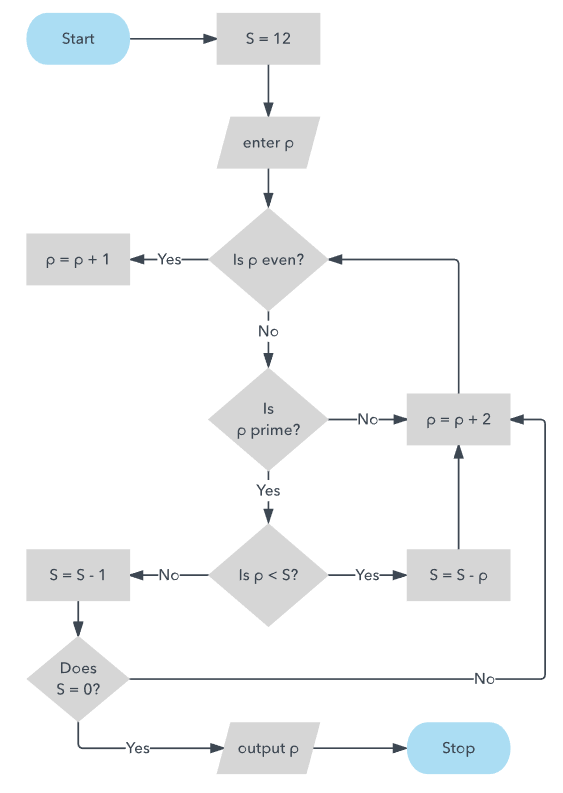 Start
S = 12
enter ρ
Is ρ even?
Yes
ρ = ρ + 1
No
Is
ρ prime?
No
ρ = ρ + 2
Yes
Is ρ < S?
No
S = S - 1
Yes
S = S - ρ
Does
S = 0?
No
Yes
output ρ
Stop